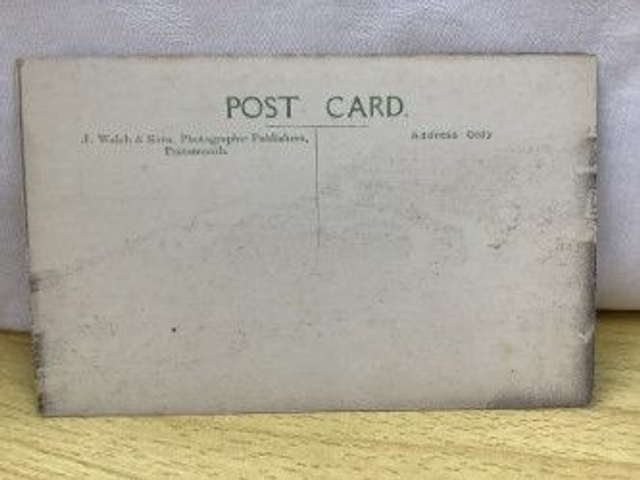 POST CARD.
J. Welch & Sons, Photographic Publishers,
Portsmouth.
Address Only